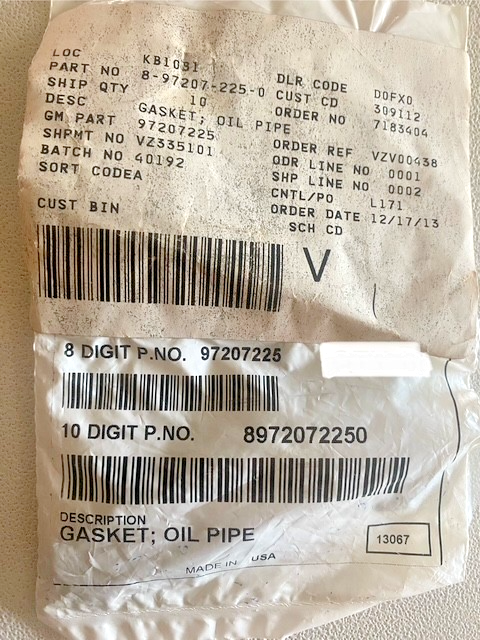 LOC KB1031
PART NO 8-97207-225-0 DLR CODE D0FX0
SHIP QTY 10 CUST CD 309112
DESC GASKET; OIL PIPE ORDER NO 7183404
GM PART 97207225
SHPMT NO VZ335101 ORDER REF VZV00438
BATCH NO 40192 ODR LINE NO 0001
SORT CODEA SHP LINE NO 0002
CNTL/PO L171
CUST BIN ORDER DATE 12/17/13
SCH CD
V
8 DIGIT P.NO. 97207225
10 DIGIT P.NO. 8972072250
DESCRIPTION
GASKET; OIL PIPE
13067
MADE IN USA